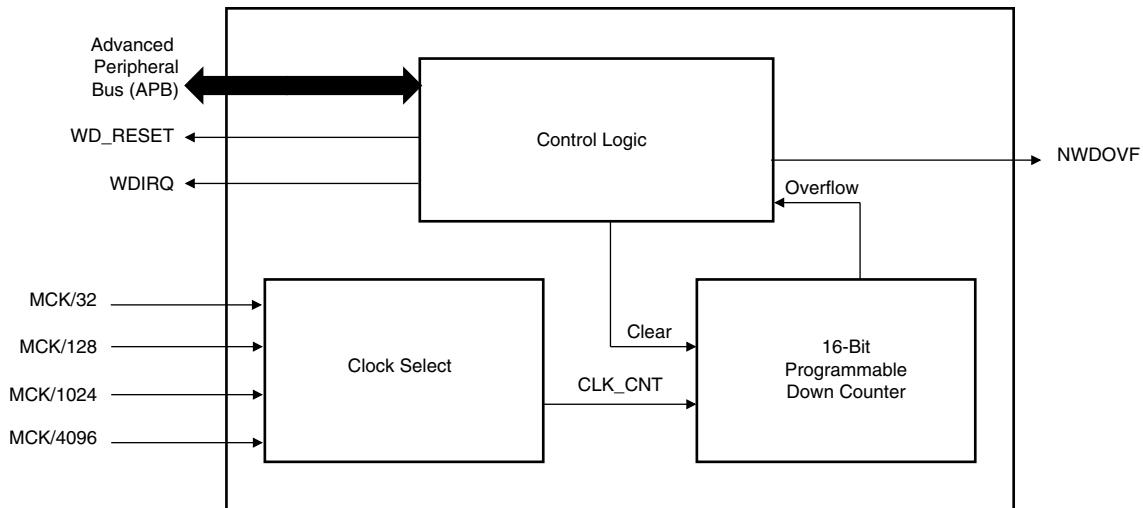 Advanced
Peripheral
Bus (APB)
WD_RESET
WDIRQ
Control Logic
NWDOVF
Overflow
MCK/32
MCK/128
MCK/1024
MCK/4096
Clock Select
Clear
CLK_CNT
16-Bit
Programmable
Down Counter